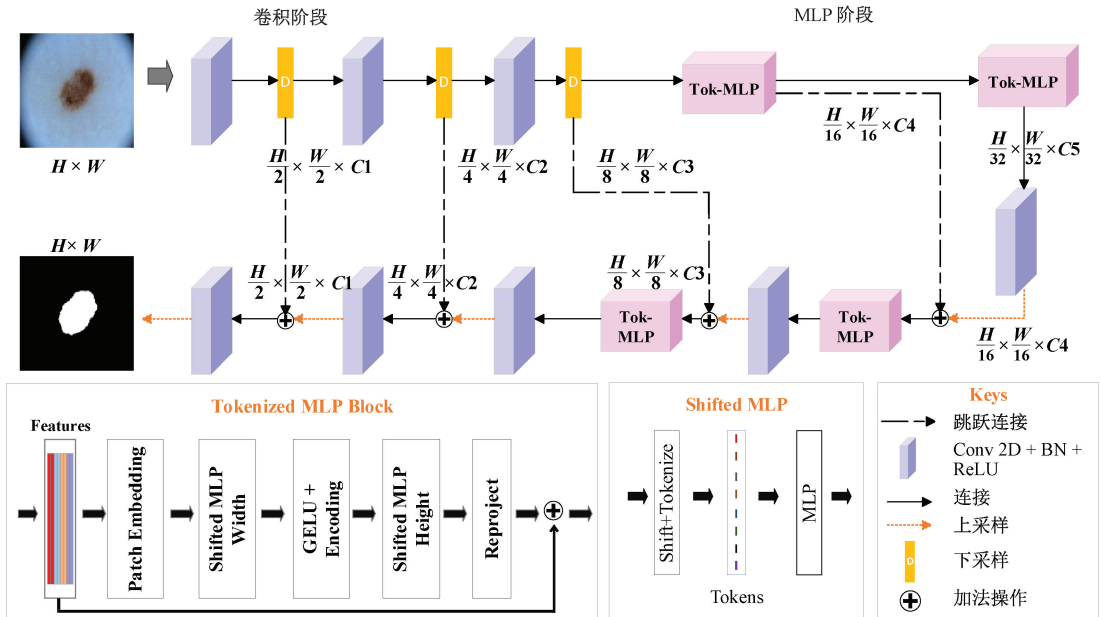 卷积阶段
MLP 阶段
D
D
D
Tok-MLP
Tok-MLP
H × W
H/2 × W/2 × C1
H/4 × W/4 × C2
H/8 × W/8 × C3
H/16 × W/16 × C4
H/32 × W/32 × C5
H × W
H/2 × W/2 × C1
H/4 × W/4 × C2
H/8 × W/8 × C3
Tok-
MLP
Tok-
MLP
H/16 × W/16 × C4
Tokenized MLP Block
Features
Patch Embedding
Shifted MLP
Width
GELU +
Encoding
Shifted MLP
Height
Reproject
Shifted MLP
Shift+Tokenize
Tokens
MLP
Keys
跳跃连接
Conv 2D + BN +
ReLU
连接
上采样
D
下采样
加法操作